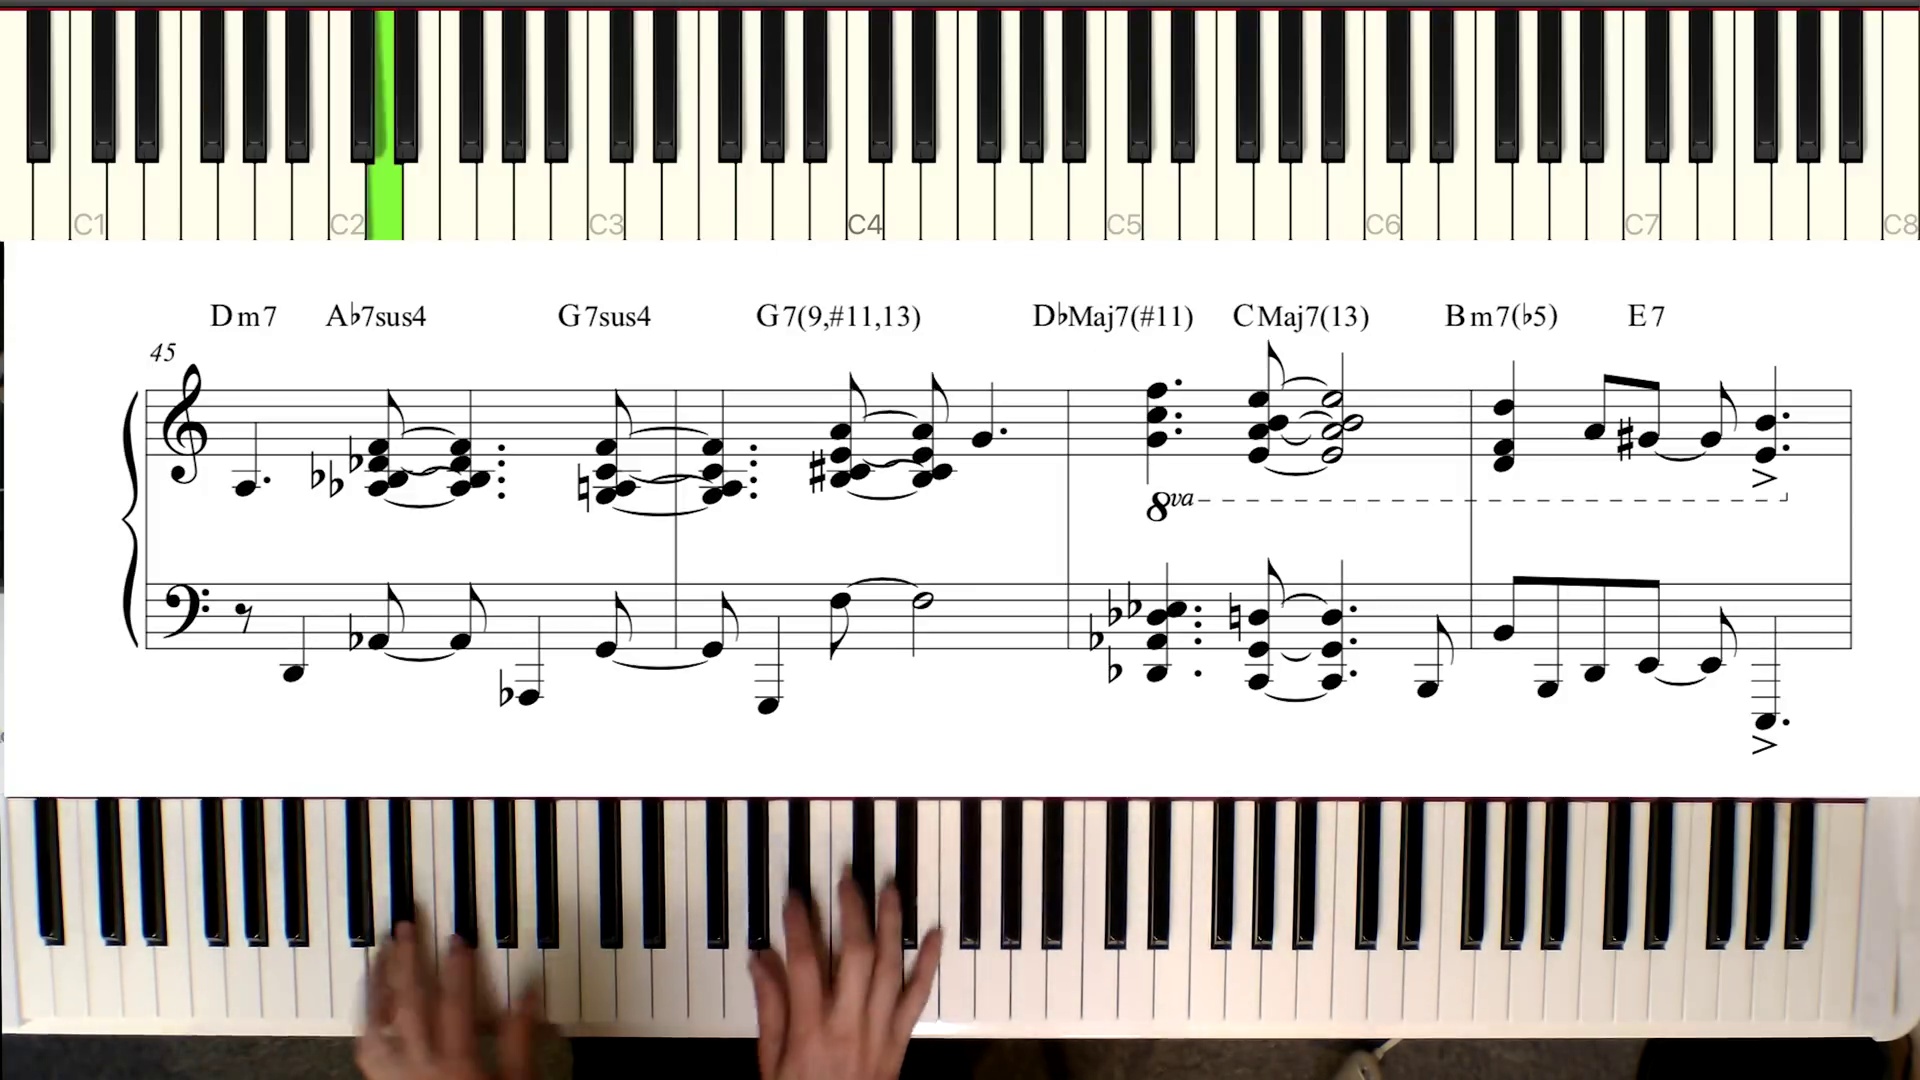 C1 C2 C3 C4 C5 C6 C7 C8
Dm7 A♭7sus4 G7sus4 G7(9,#11,13) D♭Maj7(#11) CMaj7(13) Bm7(♭5) E7
45
8va